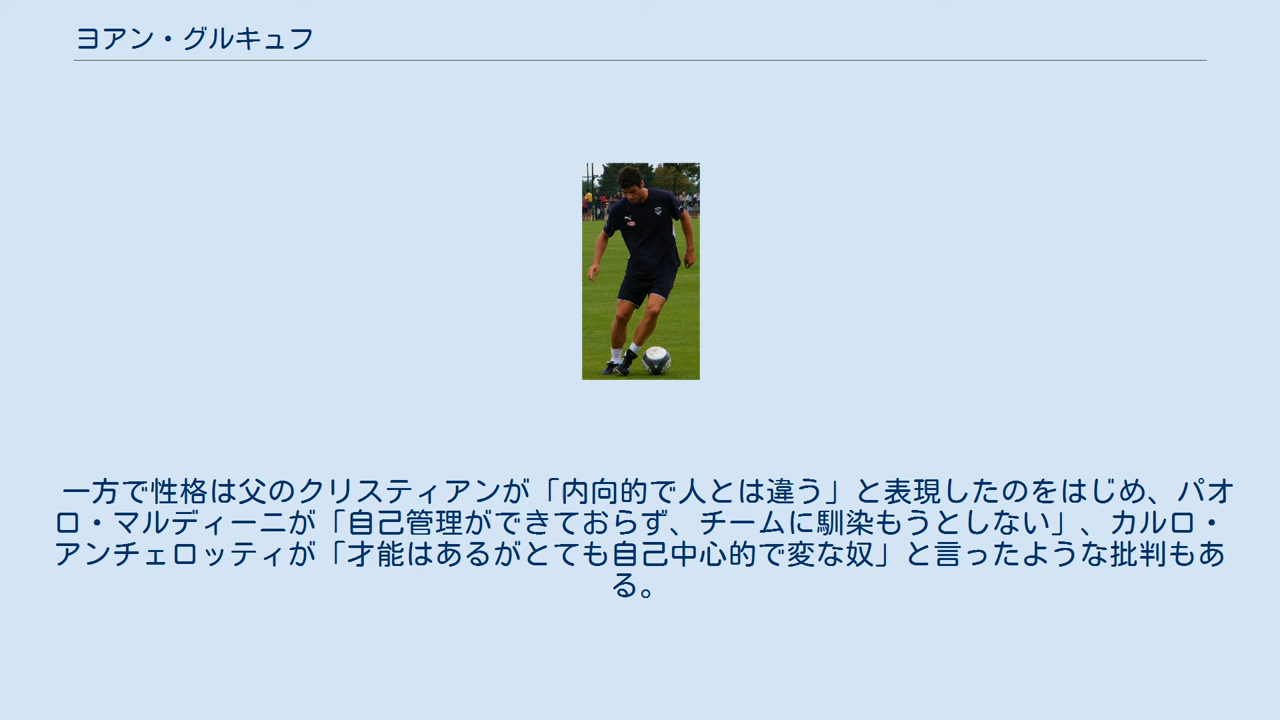 ヨアン・グルキュフ
一方で性格は父のクリスティアンが「内向的で人とは違う」と表現したのをはじめ、パオ
ロ・マルディーニが「自己管理ができておらず、チームに馴染もうとしない」、カルロ・
アンチェロッティが「才能はあるがとても自己中心的で変な奴」と言ったような批判もあ
る。